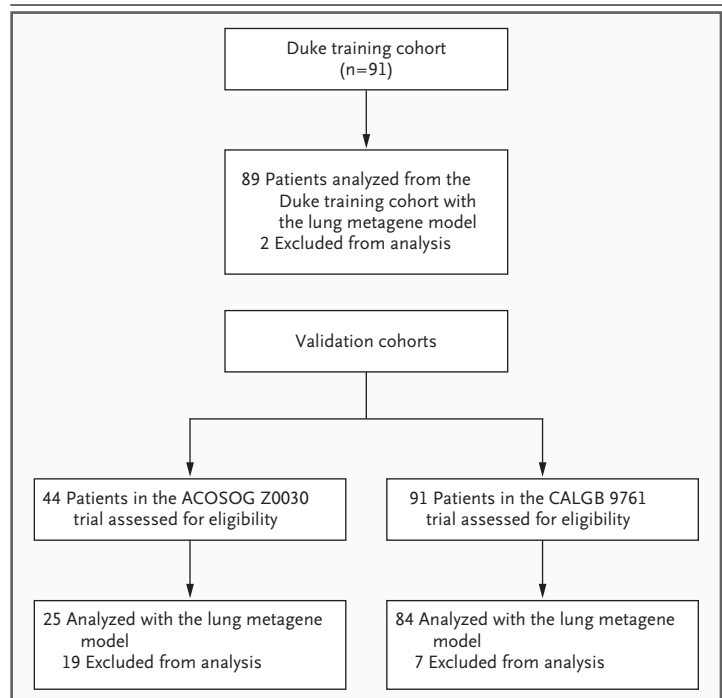 Duke training cohort
(n=91)
89 Patients analyzed from the
Duke training cohort with
the lung metagene model
2 Excluded from analysis
Validation cohorts
44 Patients in the ACOSOG Z0030
trial assessed for eligibility
91 Patients in the CALGB 9761
trial assessed for eligibility
25 Analyzed with the lung metagene
model
19 Excluded from analysis
84 Analyzed with the lung metagene
model
7 Excluded from analysis